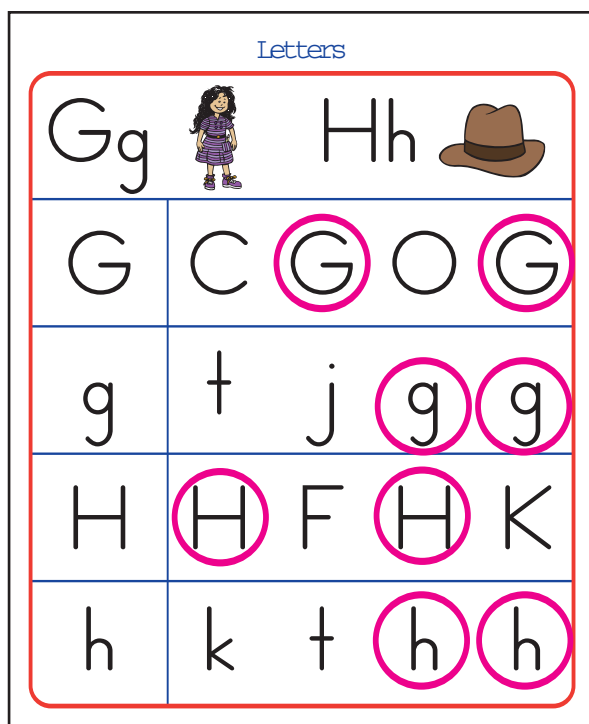 Letters
Gg Hh
G C G O G
g t j g g
H H F H K
h k t h h